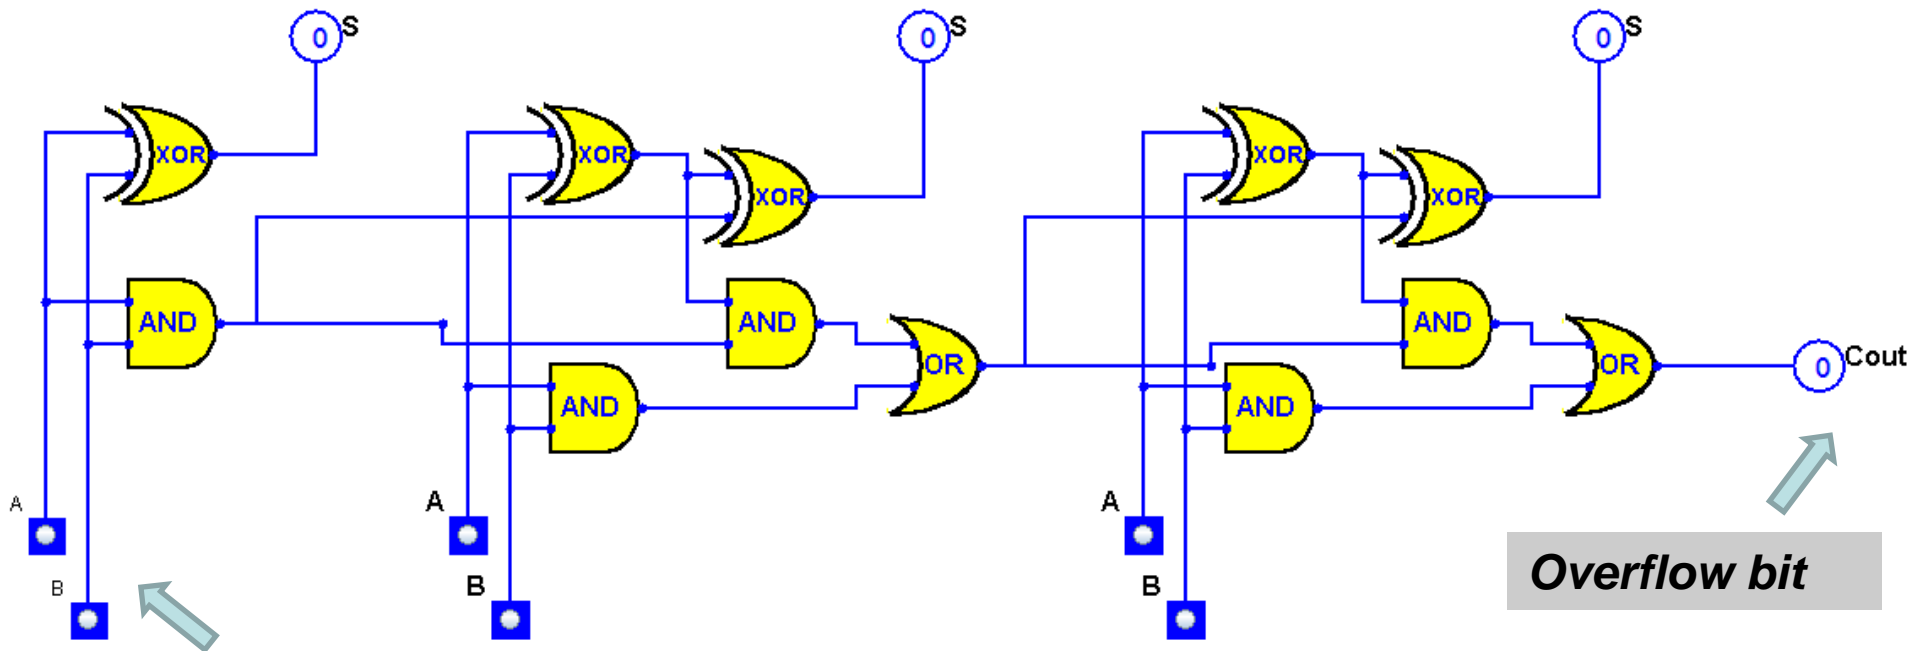 0 S
0 S
0 S
XOR
XOR
XOR
XOR
XOR
AND
AND
AND
OR
OR
0 Cout
AND
AND
A
A
A
B
B
B
Overflow bit